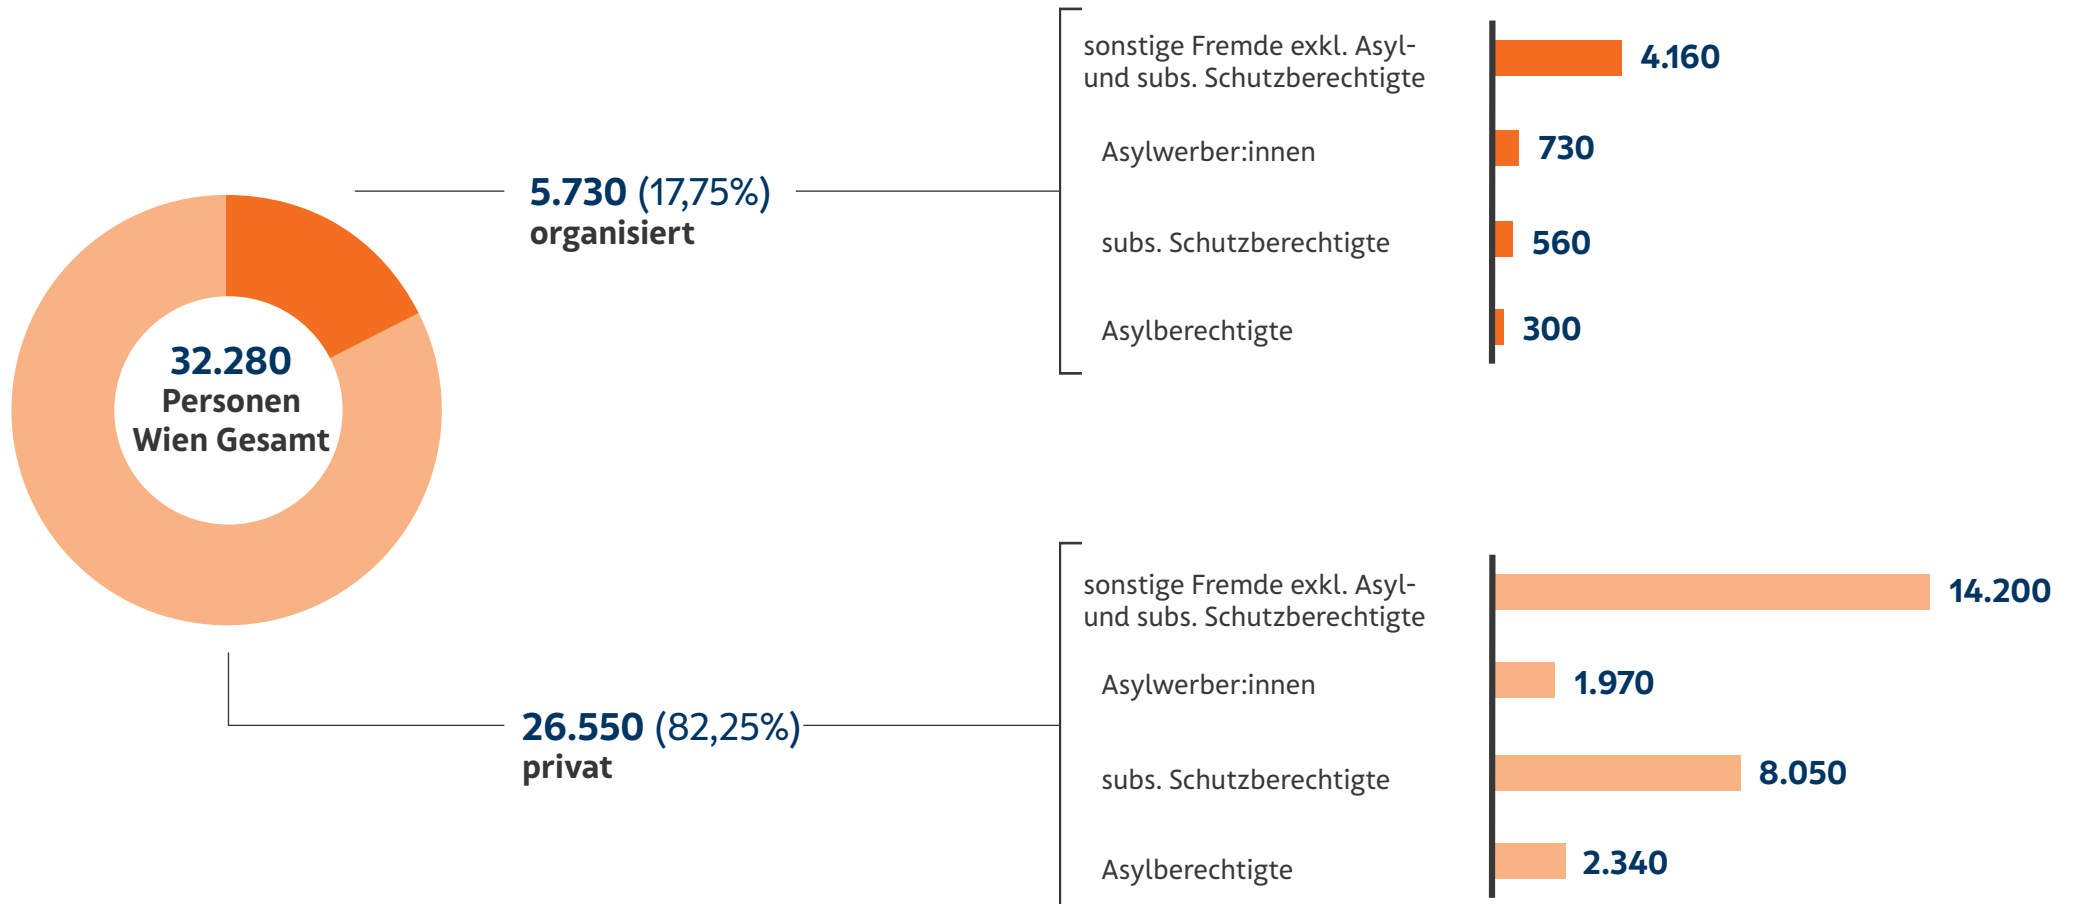 32.280
Personen
Wien Gesamt
5.730 (17,75%)
organisiert
sonstige Fremde exkl. Asyl-
und subs. Schutzberechtigte
4.160
Asylwerber:innen
730
subs. Schutzberechtigte
560
Asylberechtigte
300
26.550 (82,25%)
privat
sonstige Fremde exkl. Asyl-
und subs. Schutzberechtigte
14.200
Asylwerber:innen
1.970
subs. Schutzberechtigte
8.050
Asylberechtigte
2.340